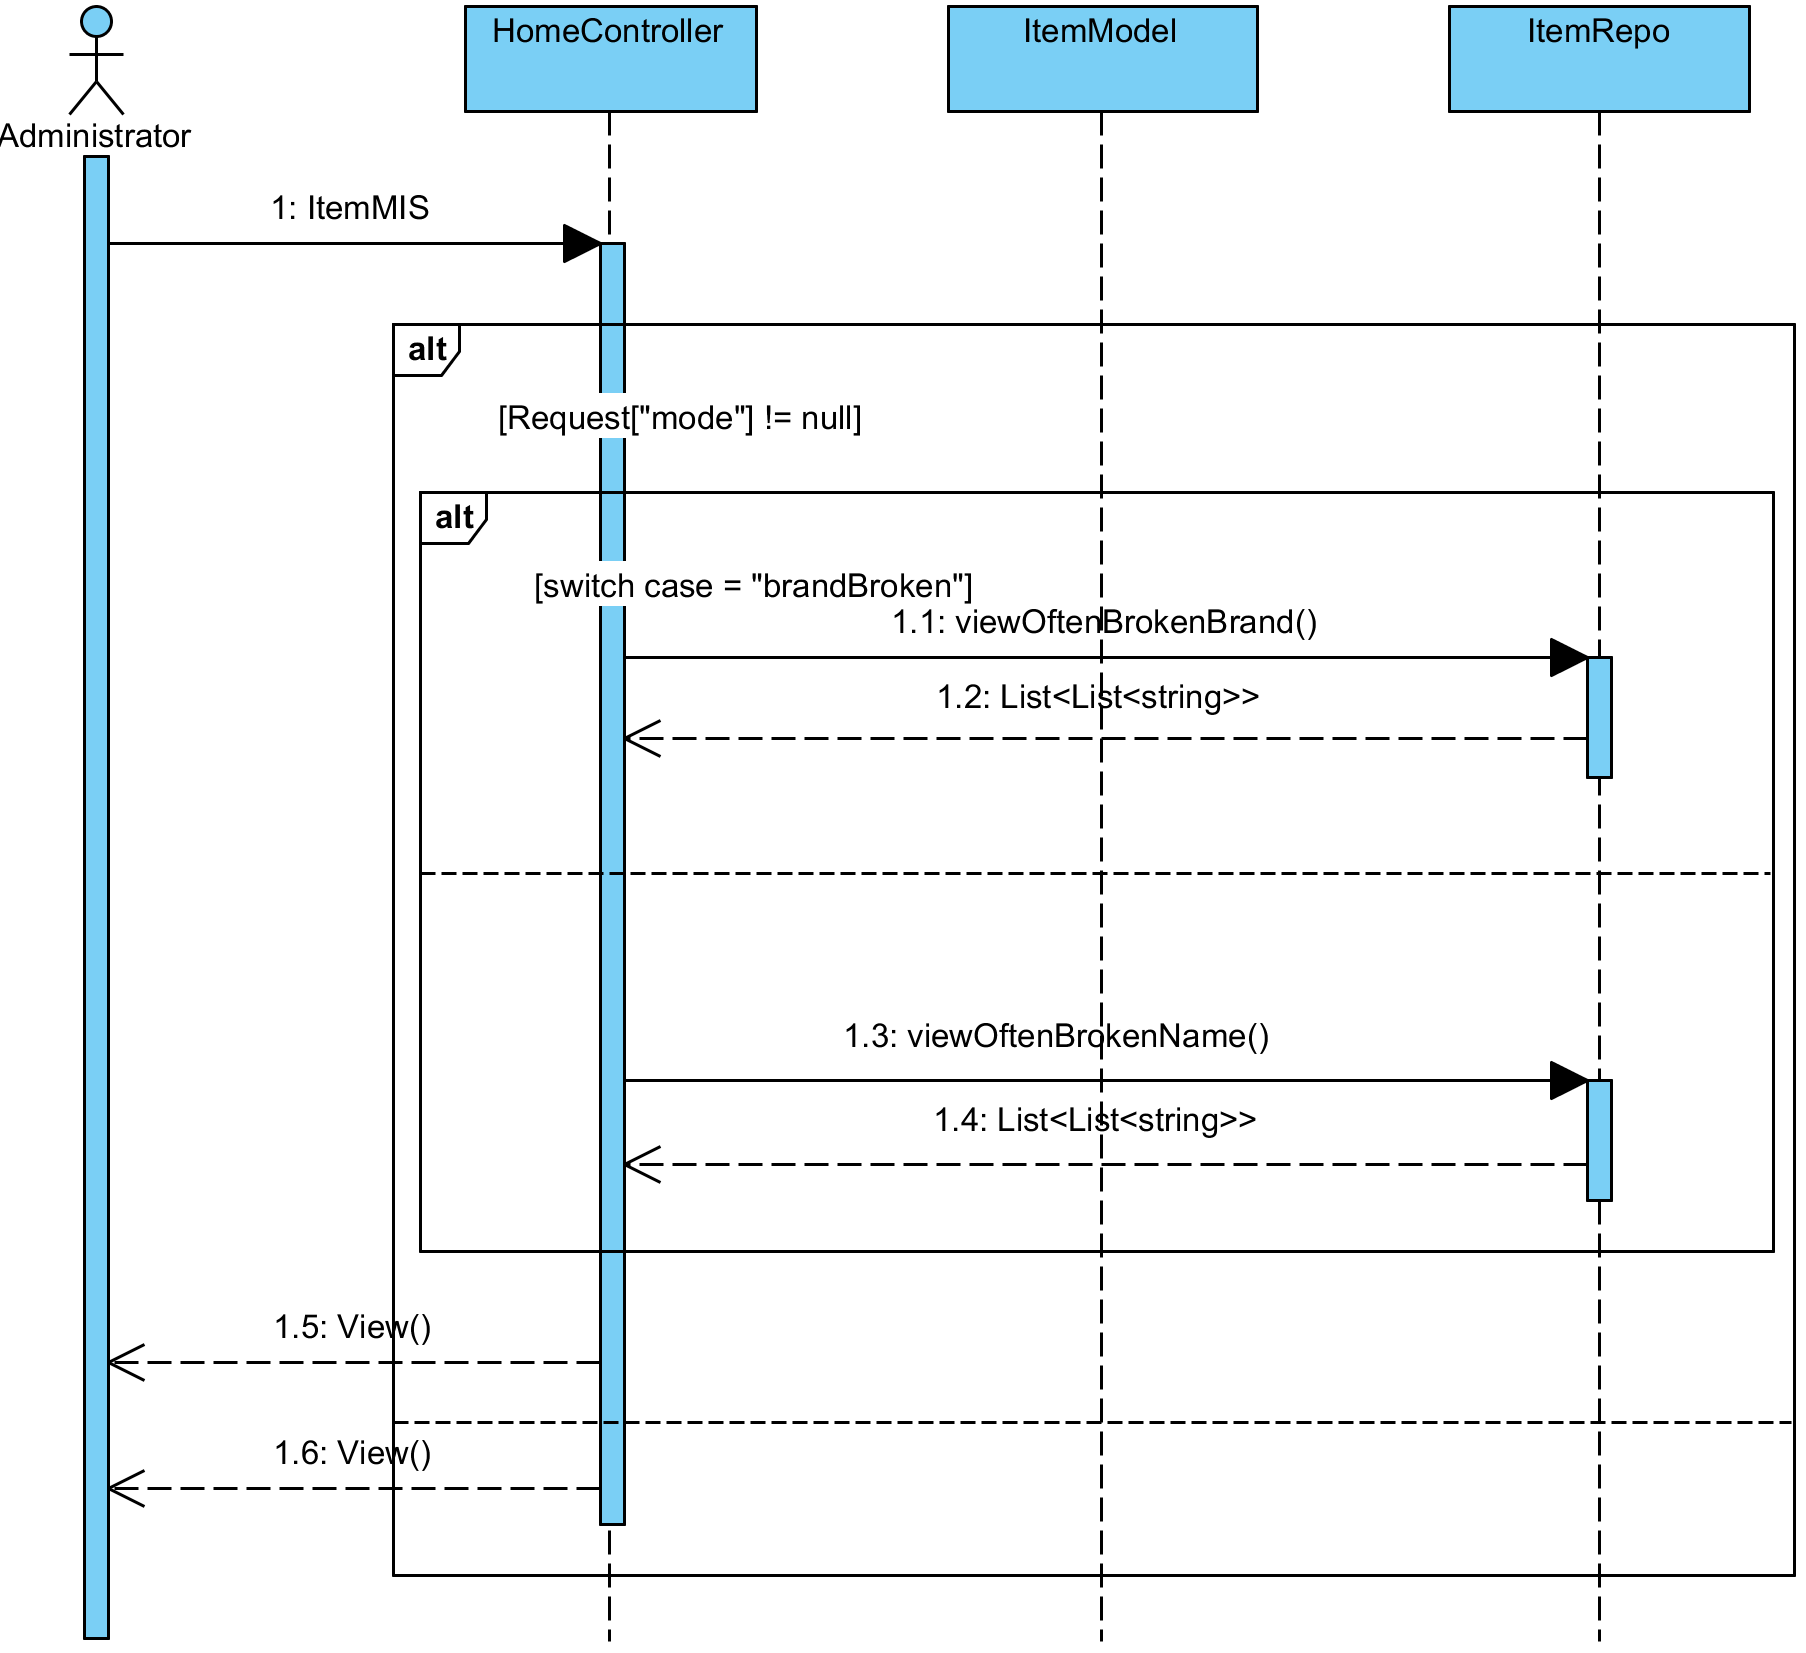 HomeController
ItemModel
ItemRepo
Administrator
1: ItemMIS
alt
[Request["mode"] != null]
alt
[switch case = "brandBroken"]
1.1: viewOftenBrokenBrand()
1.2: List<List<string>>
1.3: viewOftenBrokenName()
1.4: List<List<string>>
1.5: View()
1.6: View()